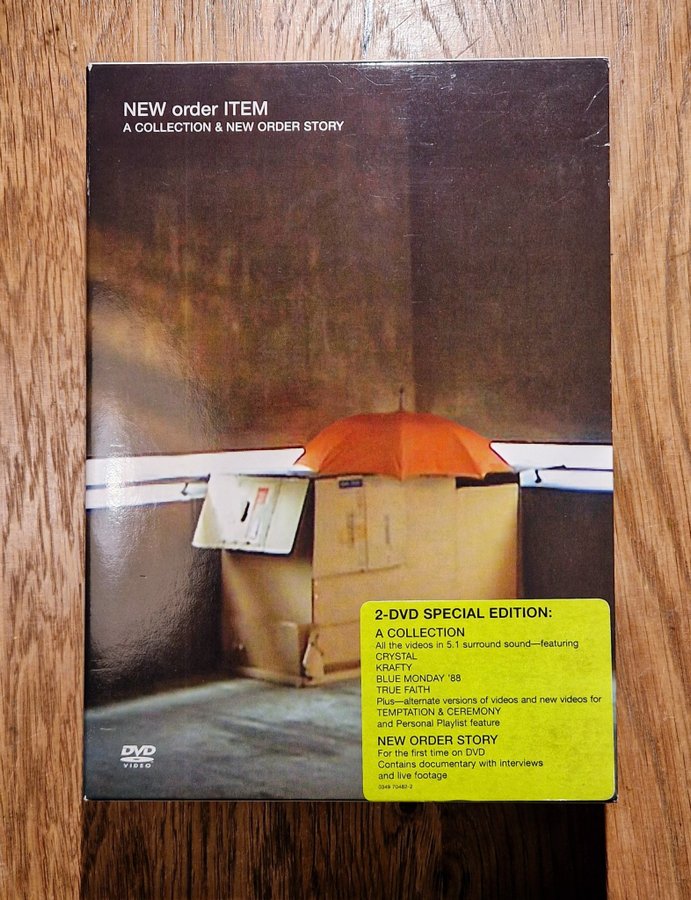 NEW order ITEM
A COLLECTION & NEW ORDER STORY
2-DVD SPECIAL EDITION:
A COLLECTION
All the videos in 5.1 surround sound—featuring
CRYSTAL
KRAFTY
BLUE MONDAY '88
TRUE FAITH
Plus—alternate versions of videos and new videos for
TEMPTATION & CEREMONY
and Personal Playlist feature
NEW ORDER STORY
For the first time on DVD
Contains documentary with interviews
and live footage
0349 70482-2
DVD
VIDEO